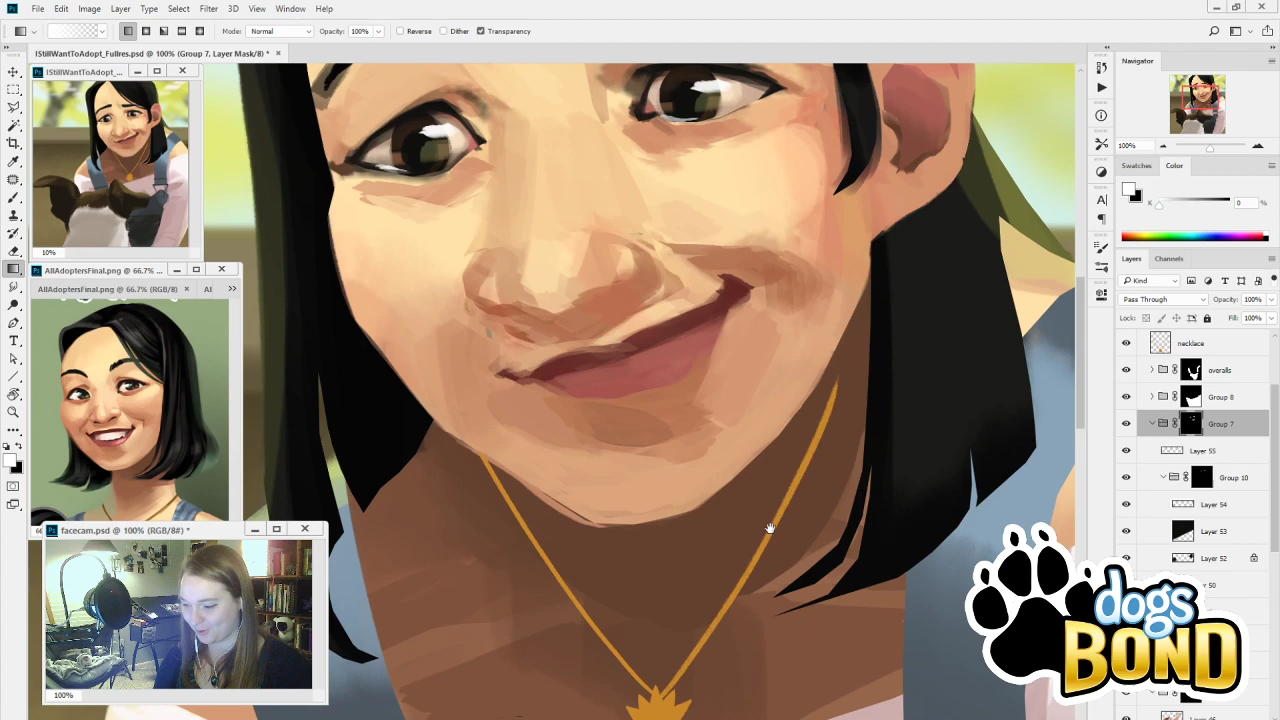 File Edit Image Layer Type Select Filter 3D View Window Help
Mode: Normal Opacity: 100% Reverse Dither Transparency
IStillWantToAdopt_Fullres.psd @ 100% (Group 7, Layer Mask/8) *
IStillWantToAdopt_...
10%
AllAdoptersFinal.png @ 66.7% ...
AllAdoptersFinal.png @ 66.7% (RGB/8) Al
facecam.psd @ 100% (RGB/8#) *
100%
Navigator
100%
Swatches Color
K 0 %
Layers Channels
Kind
Pass Through Opacity: 100%
Lock: Fill: 100%
necklace
overalls
Group 8
Group 7
Layer 55
Group 10
Layer 54
Layer 53
Layer 52
dogs
BOND